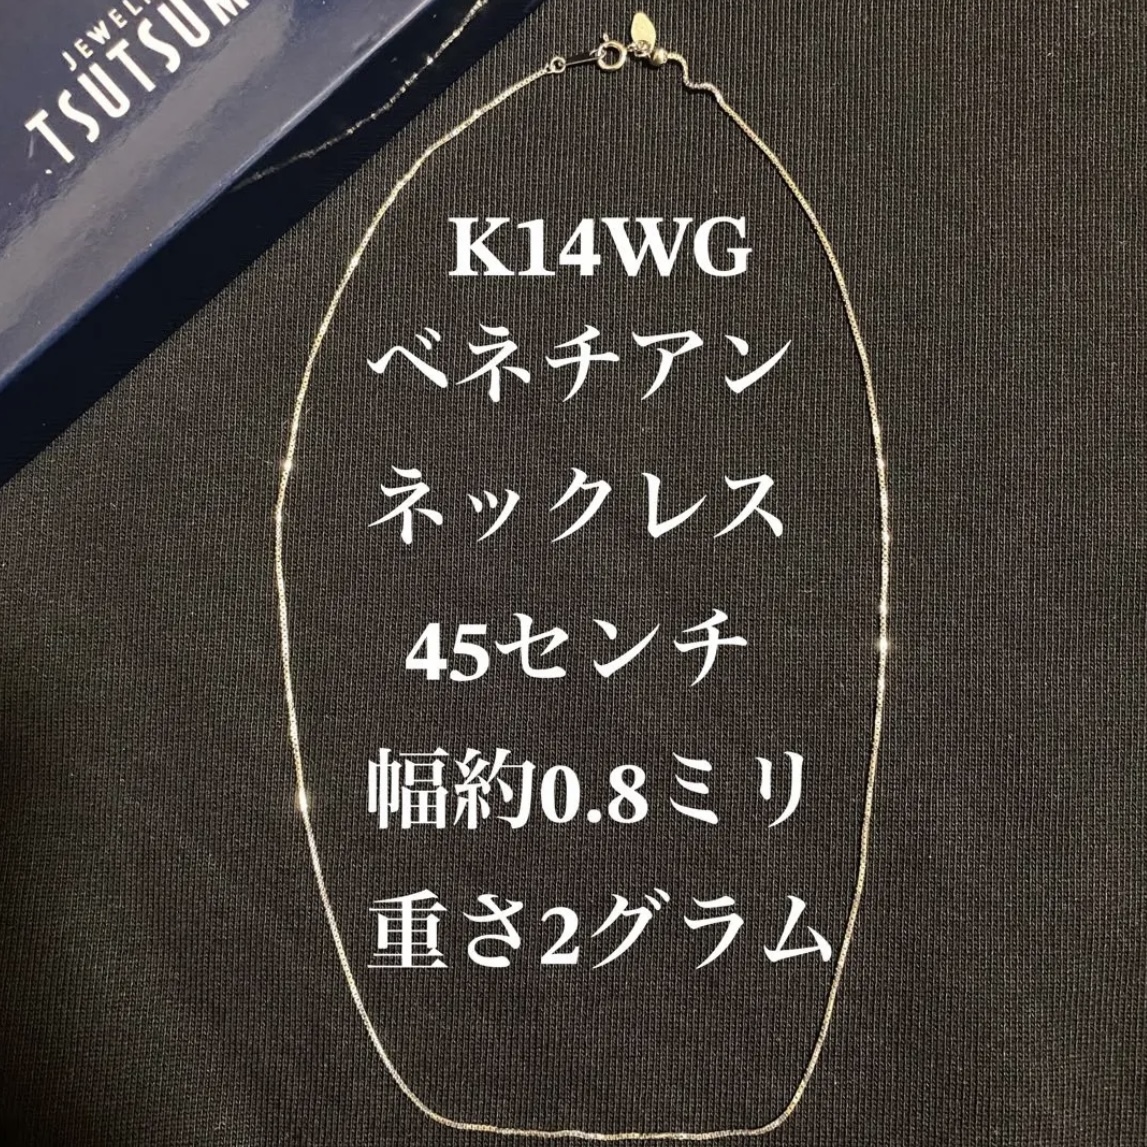 JEWELR
TSUTSUM
K14WG
ベネチアン
ネックレス
45センチ
幅約0.8ミリ
重さ2グラム